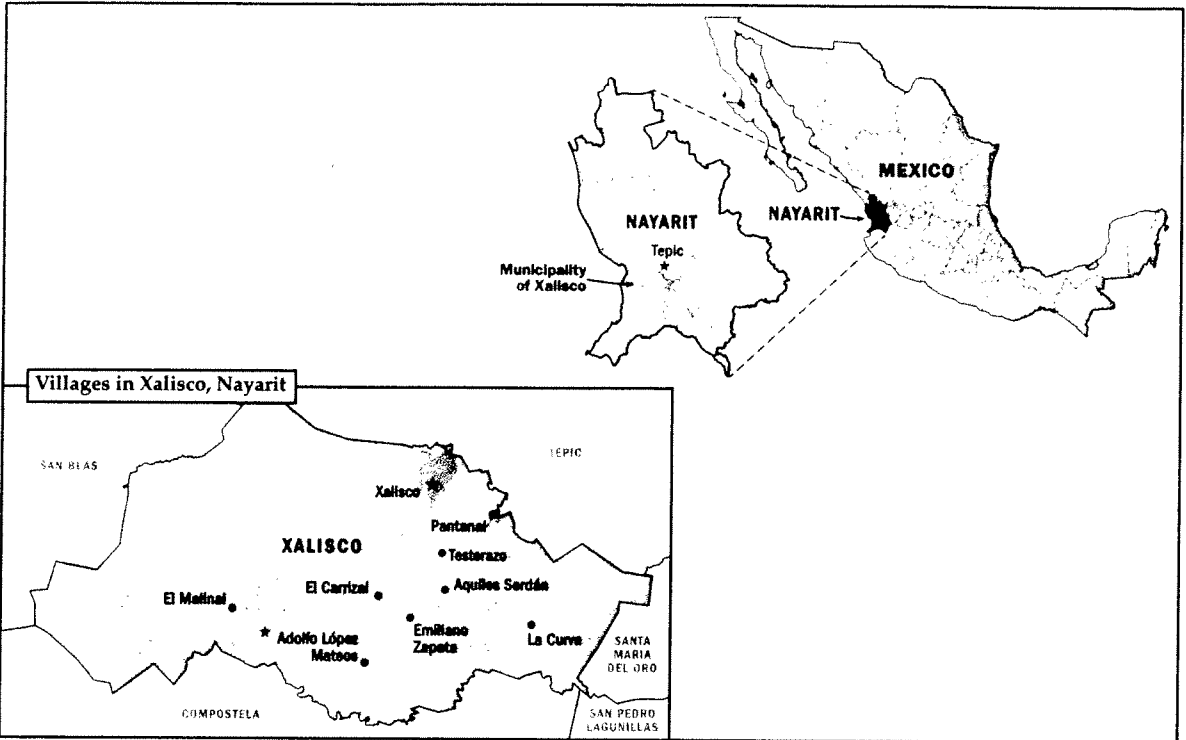 MEXICO
NAYARIT
NAYARIT
Tepic
Municipality
of Xalisco
Villages in Xalisco, Nayarit
SAN BLAS
TEPIC
Xalisco
Pantanal
XALISCO
Testerazo
El Carrizal
Aquiles Serdán
El Malinal
Emiliano
Zapata
La Curva
Adolfo López
Mateos
SANTA
MARIA
DEL ORO
COMPOSTELA
SAN PEDRO
LAGUNILLAS